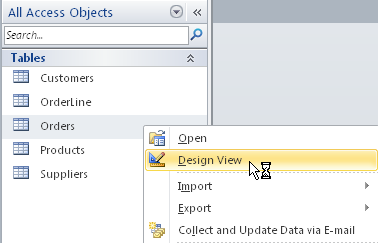 All Access Objects
Search...
Tables
Customers
OrderLine
Orders
Products
Suppliers
Open
Design View
Import
Export
Collect and Update Data via E-mail